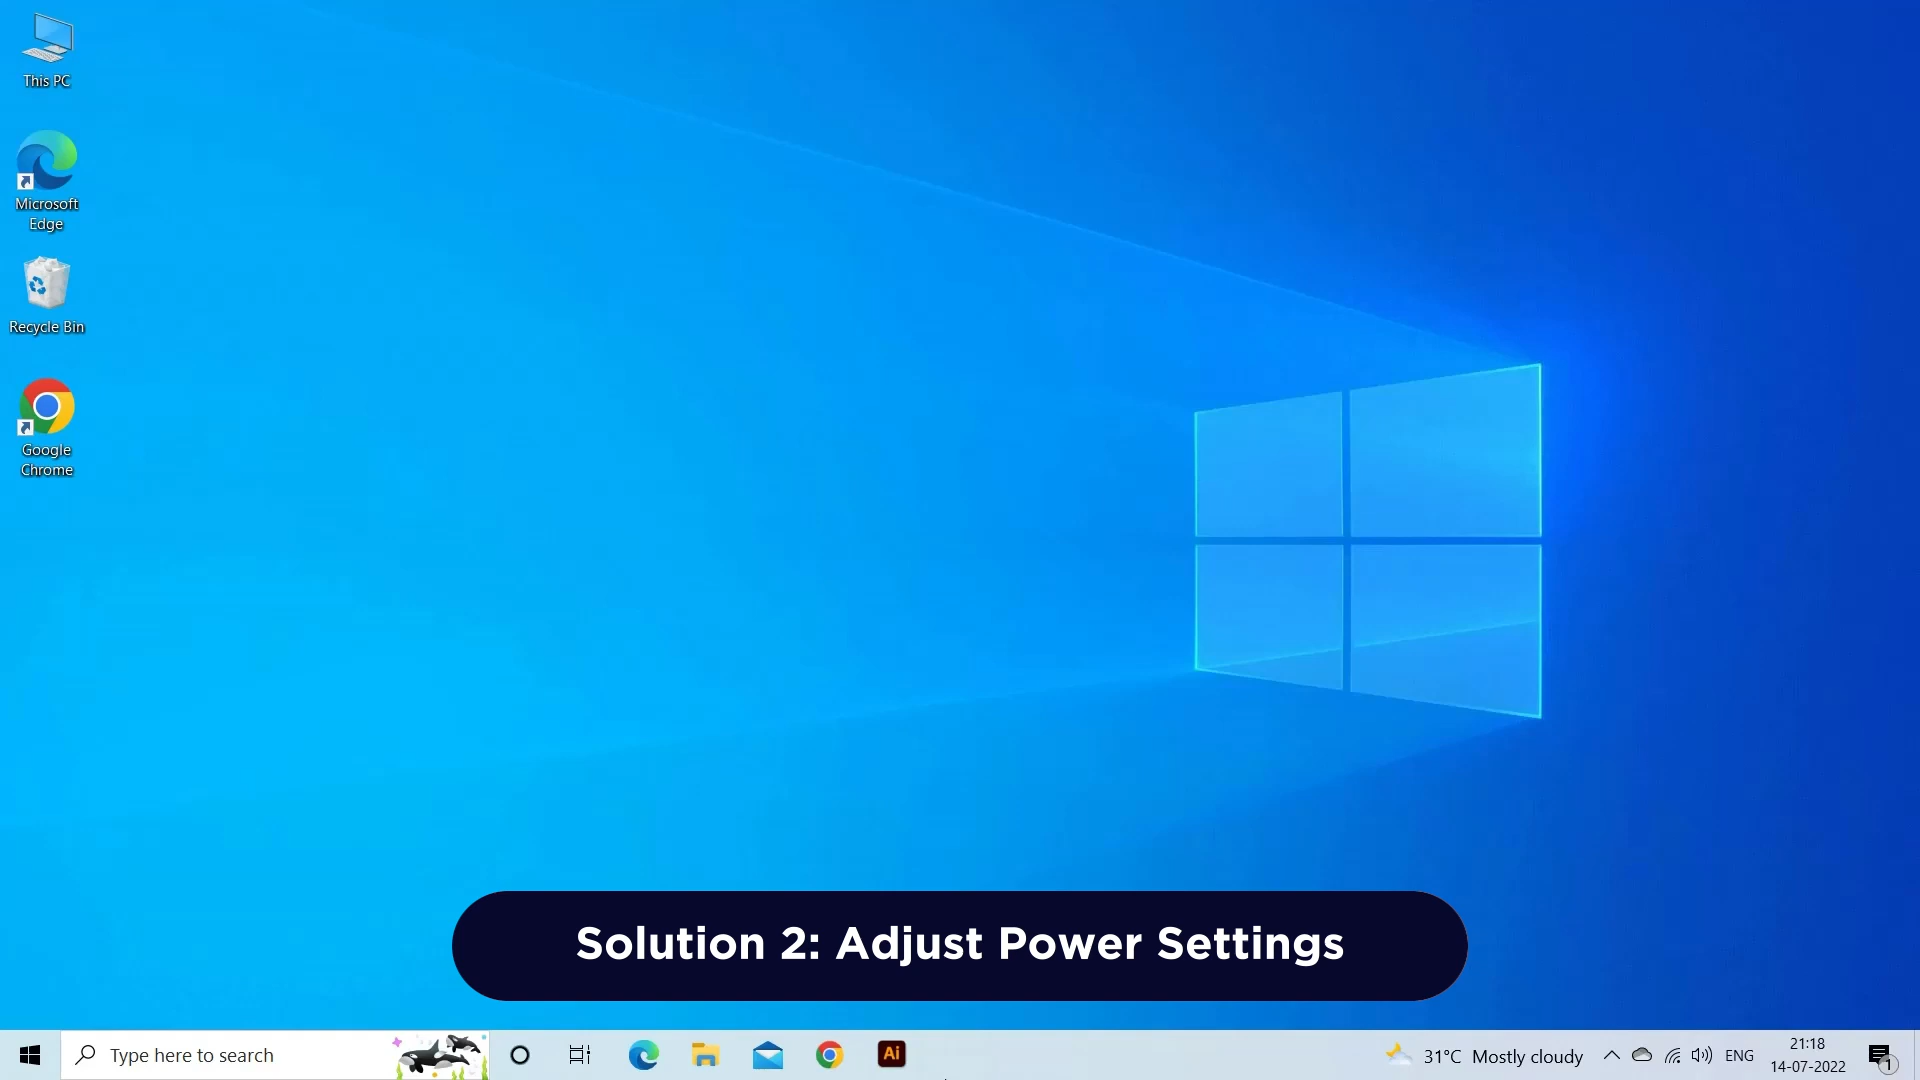 This PC
Microsoft
Edge
Recycle Bin
Google
Chrome
Solution 2: Adjust Power Settings
Type here to search
Ai
31°C Mostly cloudy
ENG
21:18
14-07-2022
1